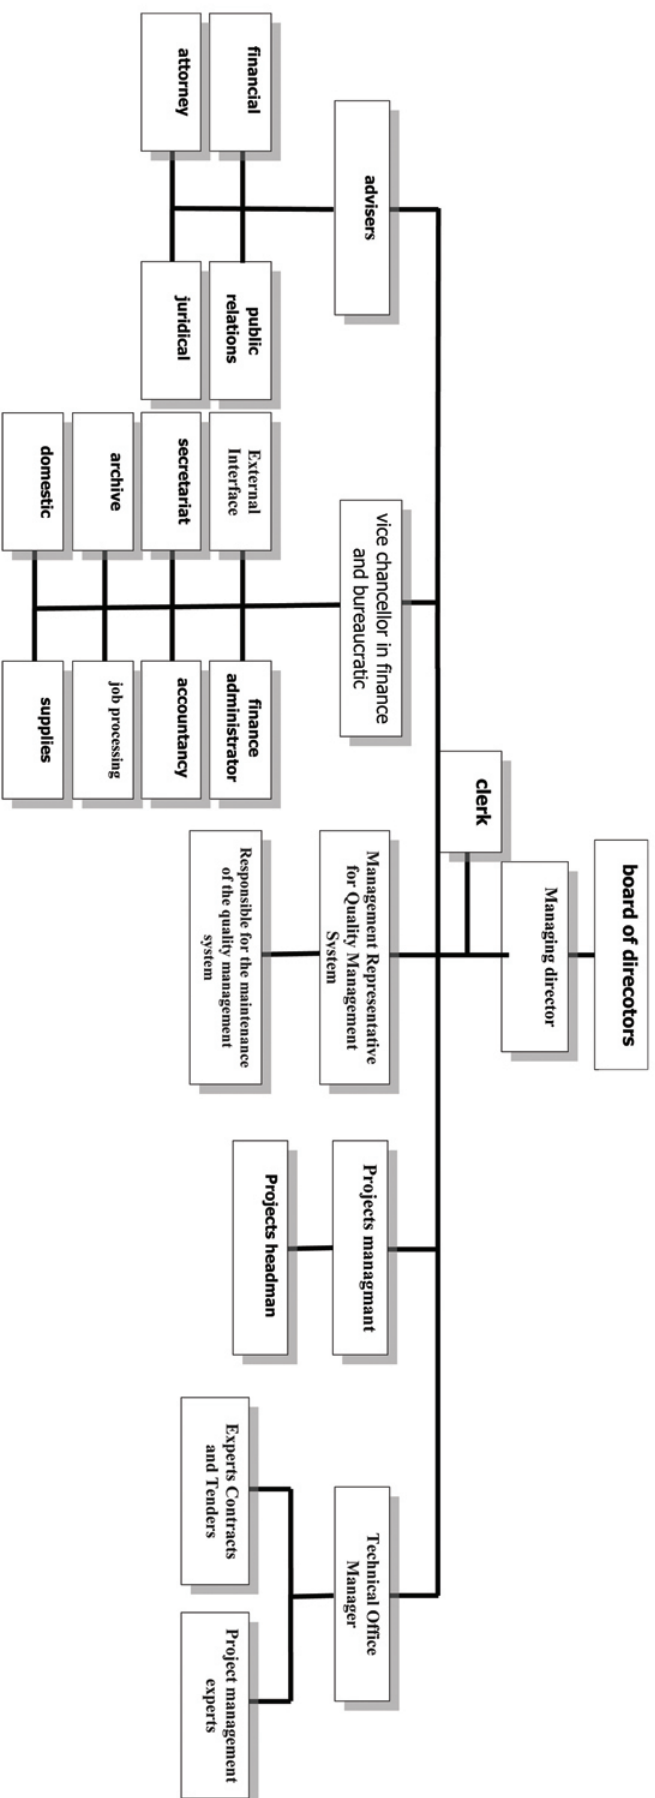 board of direcotors
Managing director
clerk
advisers
vice chancellor in finance
and bureaucratic
Management Representative
for Quality Management
System
Projects managmant
Technical Office
Manager
financial
public
relations
attorney
juridical
External
Interface
finance
administrator
secretariat
accountancy
archive
job processing
domestic
supplies
Responsible for the maintenance
of the quality management
system
Projects headman
Experts Contracts
and Tenders
Project management
experts